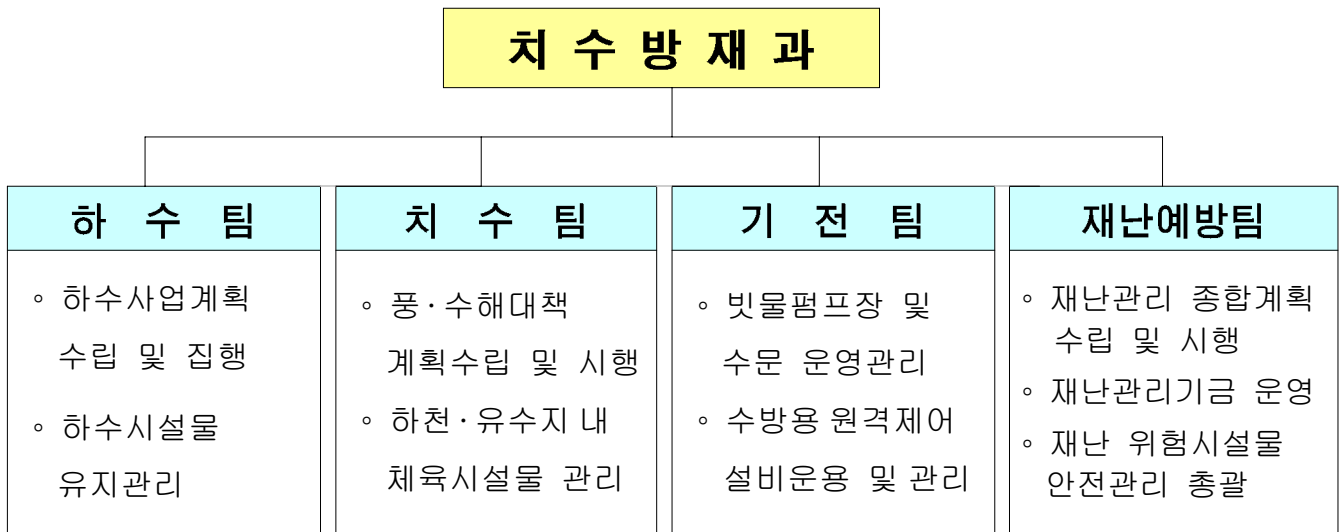 치 수 방 재 과
하 수 팀
◦ 하수사업계획
수립 및 집행
◦ 하수시설물
유지관리
치 수 팀
◦ 풍·수해대책
계획수립 및 시행
◦ 하천·유수지 내
체육시설물 관리
기 전 팀
◦ 빗물펌프장 및
수문 운영관리
◦ 수방용 원격제어
설비운용 및 관리
재난예방팀
◦ 재난관리 종합계획
수립 및 시행
◦ 재난관리기금 운영
◦ 재난 위험시설물
안전관리 총괄